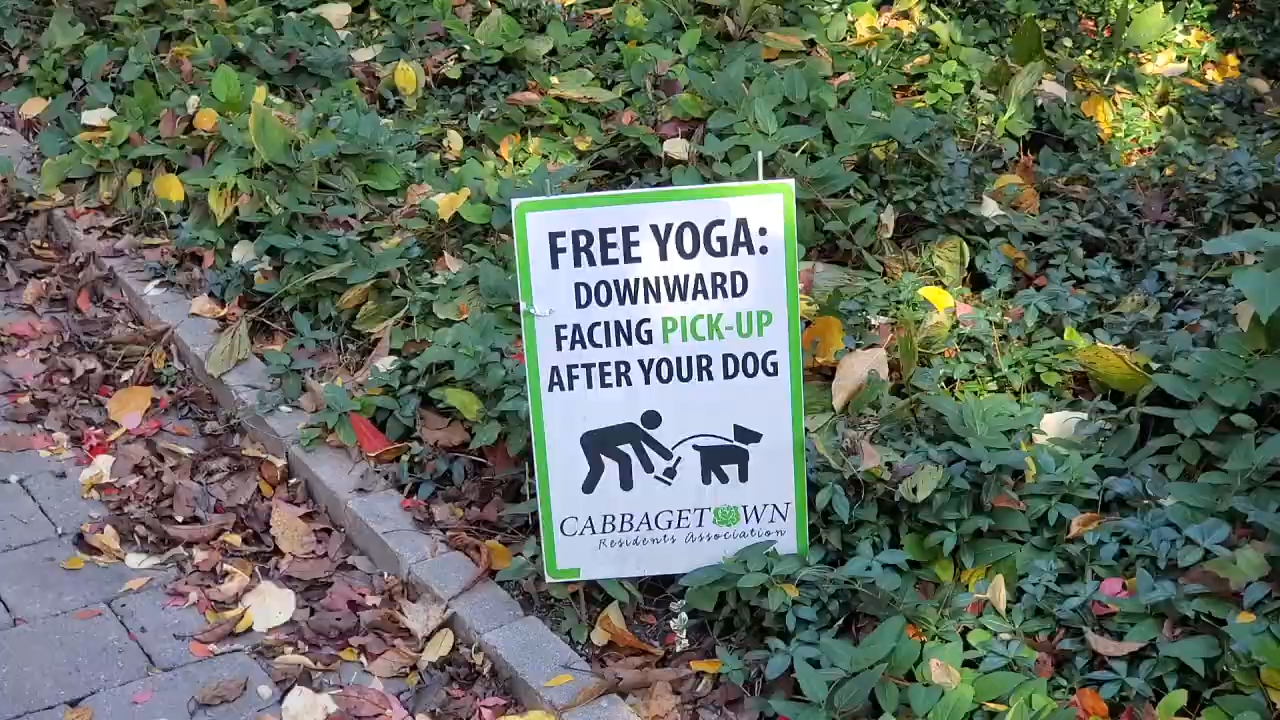 FREE YOGA:
DOWNWARD
FACING PICK-UP
AFTER YOUR DOG
CABBAGETOWN
Residents Association